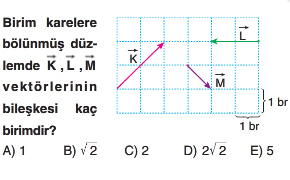 Birim karelere
bölünmüş düz-
lemde K⃗ , L⃗ , M⃗
vektörlerinin
bileşkesi kaç
birimdir?
K⃗
L⃗
M⃗
1 br
1 br
A) 1 B) √2 C) 2 D) 2√2 E) 5